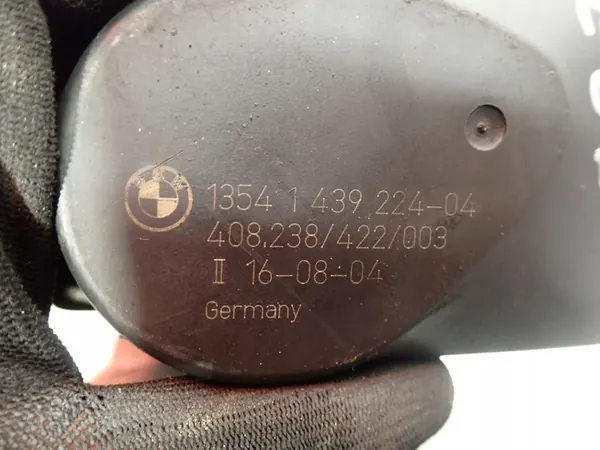 1354 1 439 224-04
408.238/422/003
II 16-08-04
Germany